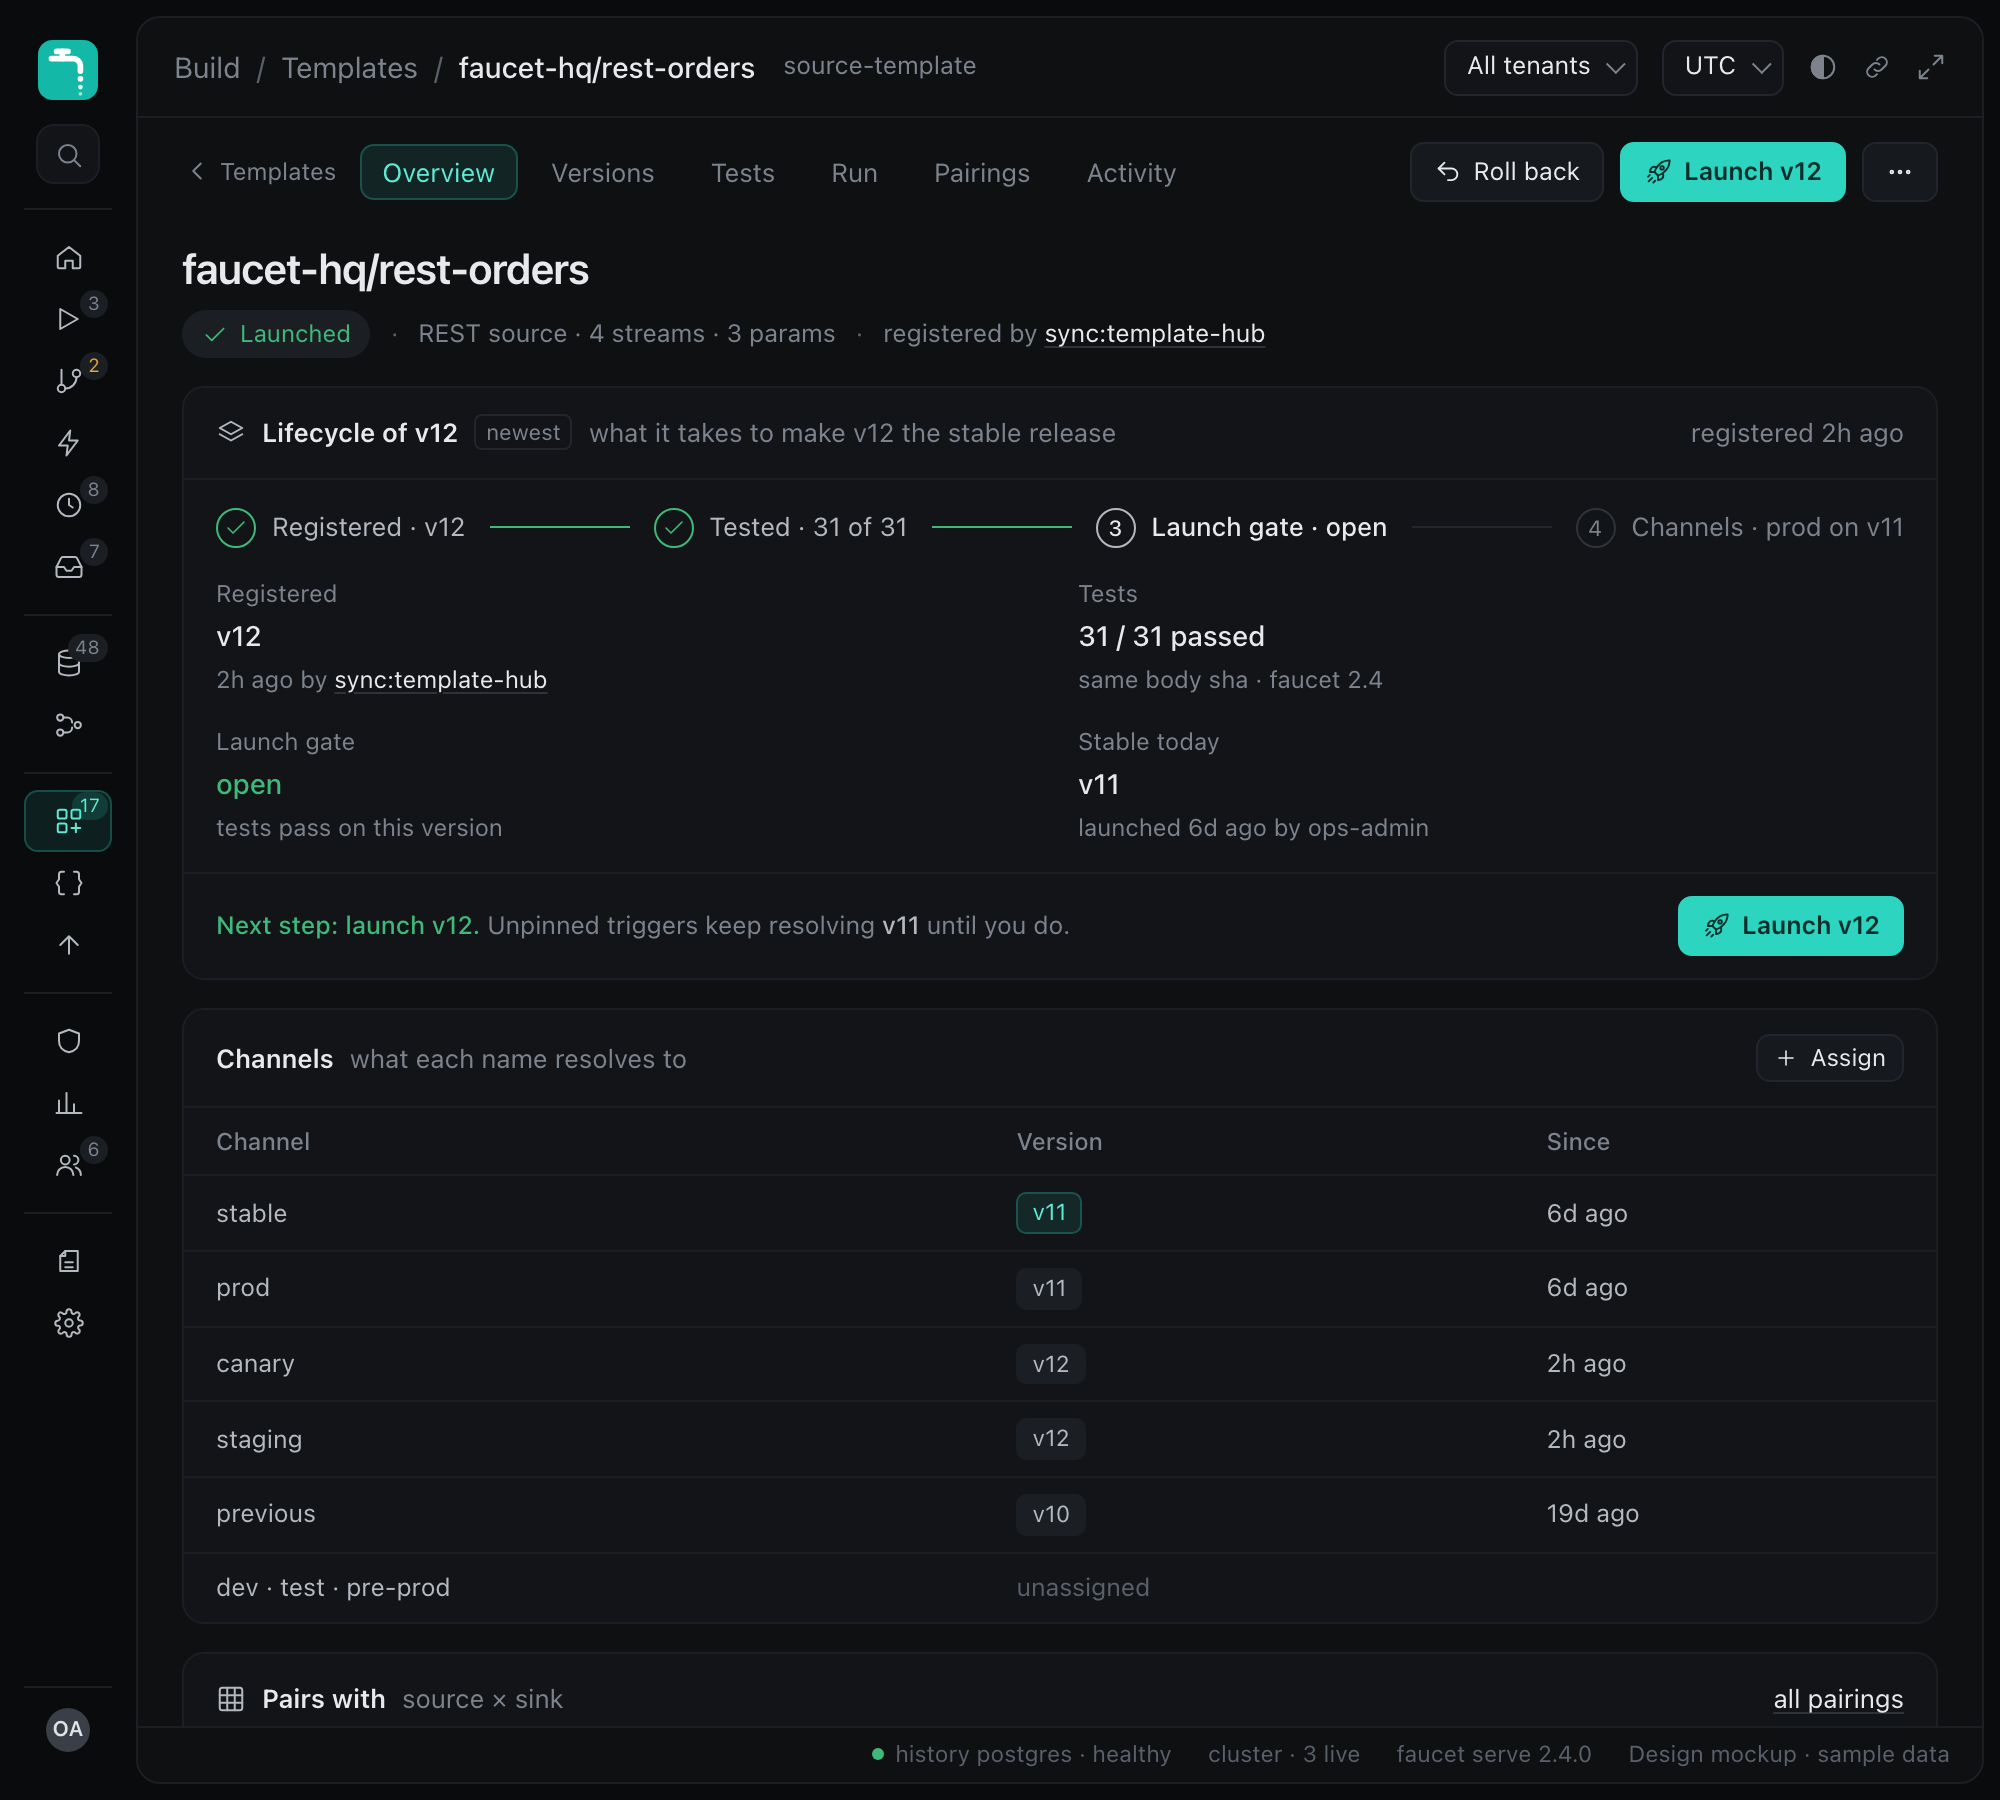 Build / Templates / faucet-hq/rest-orders source-template
All tenants
UTC
3
2
8
7
48
17
6
OA
Templates
Overview
Versions
Tests
Run
Pairings
Activity
Roll back
Launch v12
faucet-hq/rest-orders
Launched · REST source · 4 streams · 3 params · registered by sync:template-hub
Lifecycle of v12 newest what it takes to make v12 the stable release
registered 2h ago
Registered · v12
Tested · 31 of 31
3 Launch gate · open
4 Channels · prod on v11
Registered
v12
2h ago by sync:template-hub
Tests
31 / 31 passed
same body sha · faucet 2.4
Launch gate
open
tests pass on this version
Stable today
v11
launched 6d ago by ops-admin
Next step: launch v12. Unpinned triggers keep resolving v11 until you do.
Launch v12
Channels what each name resolves to
Assign
Channel Version Since
stable v11 6d ago
prod v11 6d ago
canary v12 2h ago
staging v12 2h ago
previous v10 19d ago
dev · test · pre-prod unassigned
Pairs with source × sink
all pairings
history postgres · healthy
cluster · 3 live
faucet serve 2.4.0
Design mockup · sample data